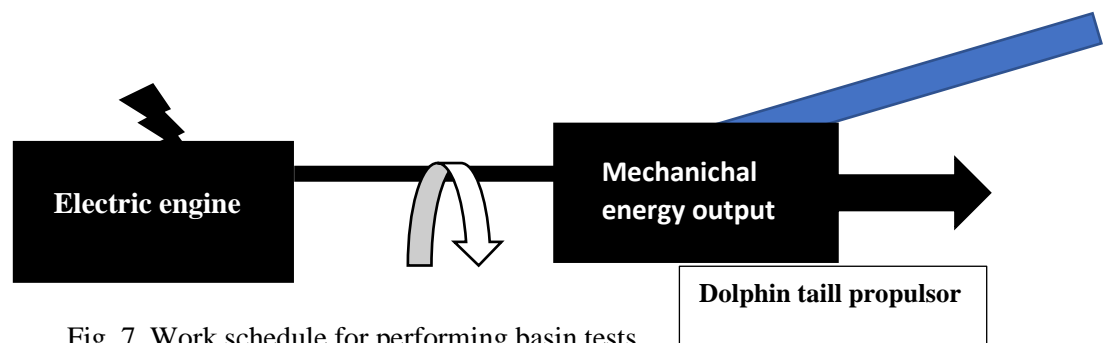 Electric engine
Mechanichal
energy output
Dolphin taill propulsor
Fig. 7. Work schedule for performing basin tests